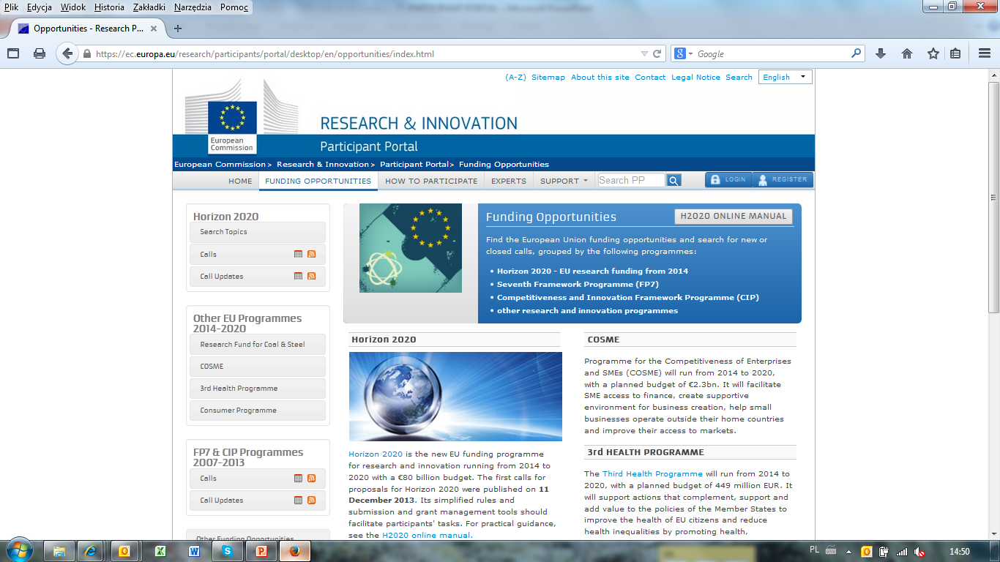 Plik Edycja Widok Historia Zakładki Narzędzia Pomoc
Opportunities - Research P...
https://ec.europa.eu/research/participants/portal/desktop/en/opportunities/index.html
Google
(A-Z) Sitemap About this site Contact Legal Notice Search English
European
Commission
RESEARCH & INNOVATION
Participant Portal
European Commission > Research & Innovation > Participant Portal > Funding Opportunities
HOME FUNDING OPPORTUNITIES HOW TO PARTICIPATE EXPERTS SUPPORT Search PP LOGIN REGISTER
Horizon 2020
Search Topics
Calls
Call Updates
Other EU Programmes
2014-2020
Research Fund for Coal & Steel
COSME
3rd Health Programme
Consumer Programme
FP7 & CIP Programmes
2007-2013
Calls
Call Updates
Other Funding Opportunities
Funding Opportunities
H2020 ONLINE MANUAL
Find the European Union funding opportunities and search for new or
closed calls, grouped by the following programmes:
• Horizon 2020 - EU research funding from 2014
• Seventh Framework Programme (FP7)
• Competitiveness and Innovation Framework Programme (CIP)
• other research and innovation programmes
Horizon 2020
Horizon 2020 is the new EU funding programme
for research and innovation running from 2014 to
2020 with a €80 billion budget. The first calls for
proposals for Horizon 2020 were published on 11
December 2013. Its simplified rules and
submission and grant management tools should
facilitate participants' tasks. For practical guidance,
see the H2020 online manual.
COSME
Programme for the Competitiveness of Enterprises
and SMEs (COSME) will run from 2014 to 2020,
with a planned budget of €2.3bn. It will facilitate
SME access to finance, create supportive
environment for business creation, help small
businesses operate outside their home countries
and improve their access to markets.
3rd HEALTH PROGRAMME
The Third Health Programme will run from 2014 to
2020, with a planned budget of 449 million EUR. It
will support actions that complement, support and
add value to the policies of the Member States to
improve the health of EU citizens and reduce
health inequalities by promoting health,
PL
14:50